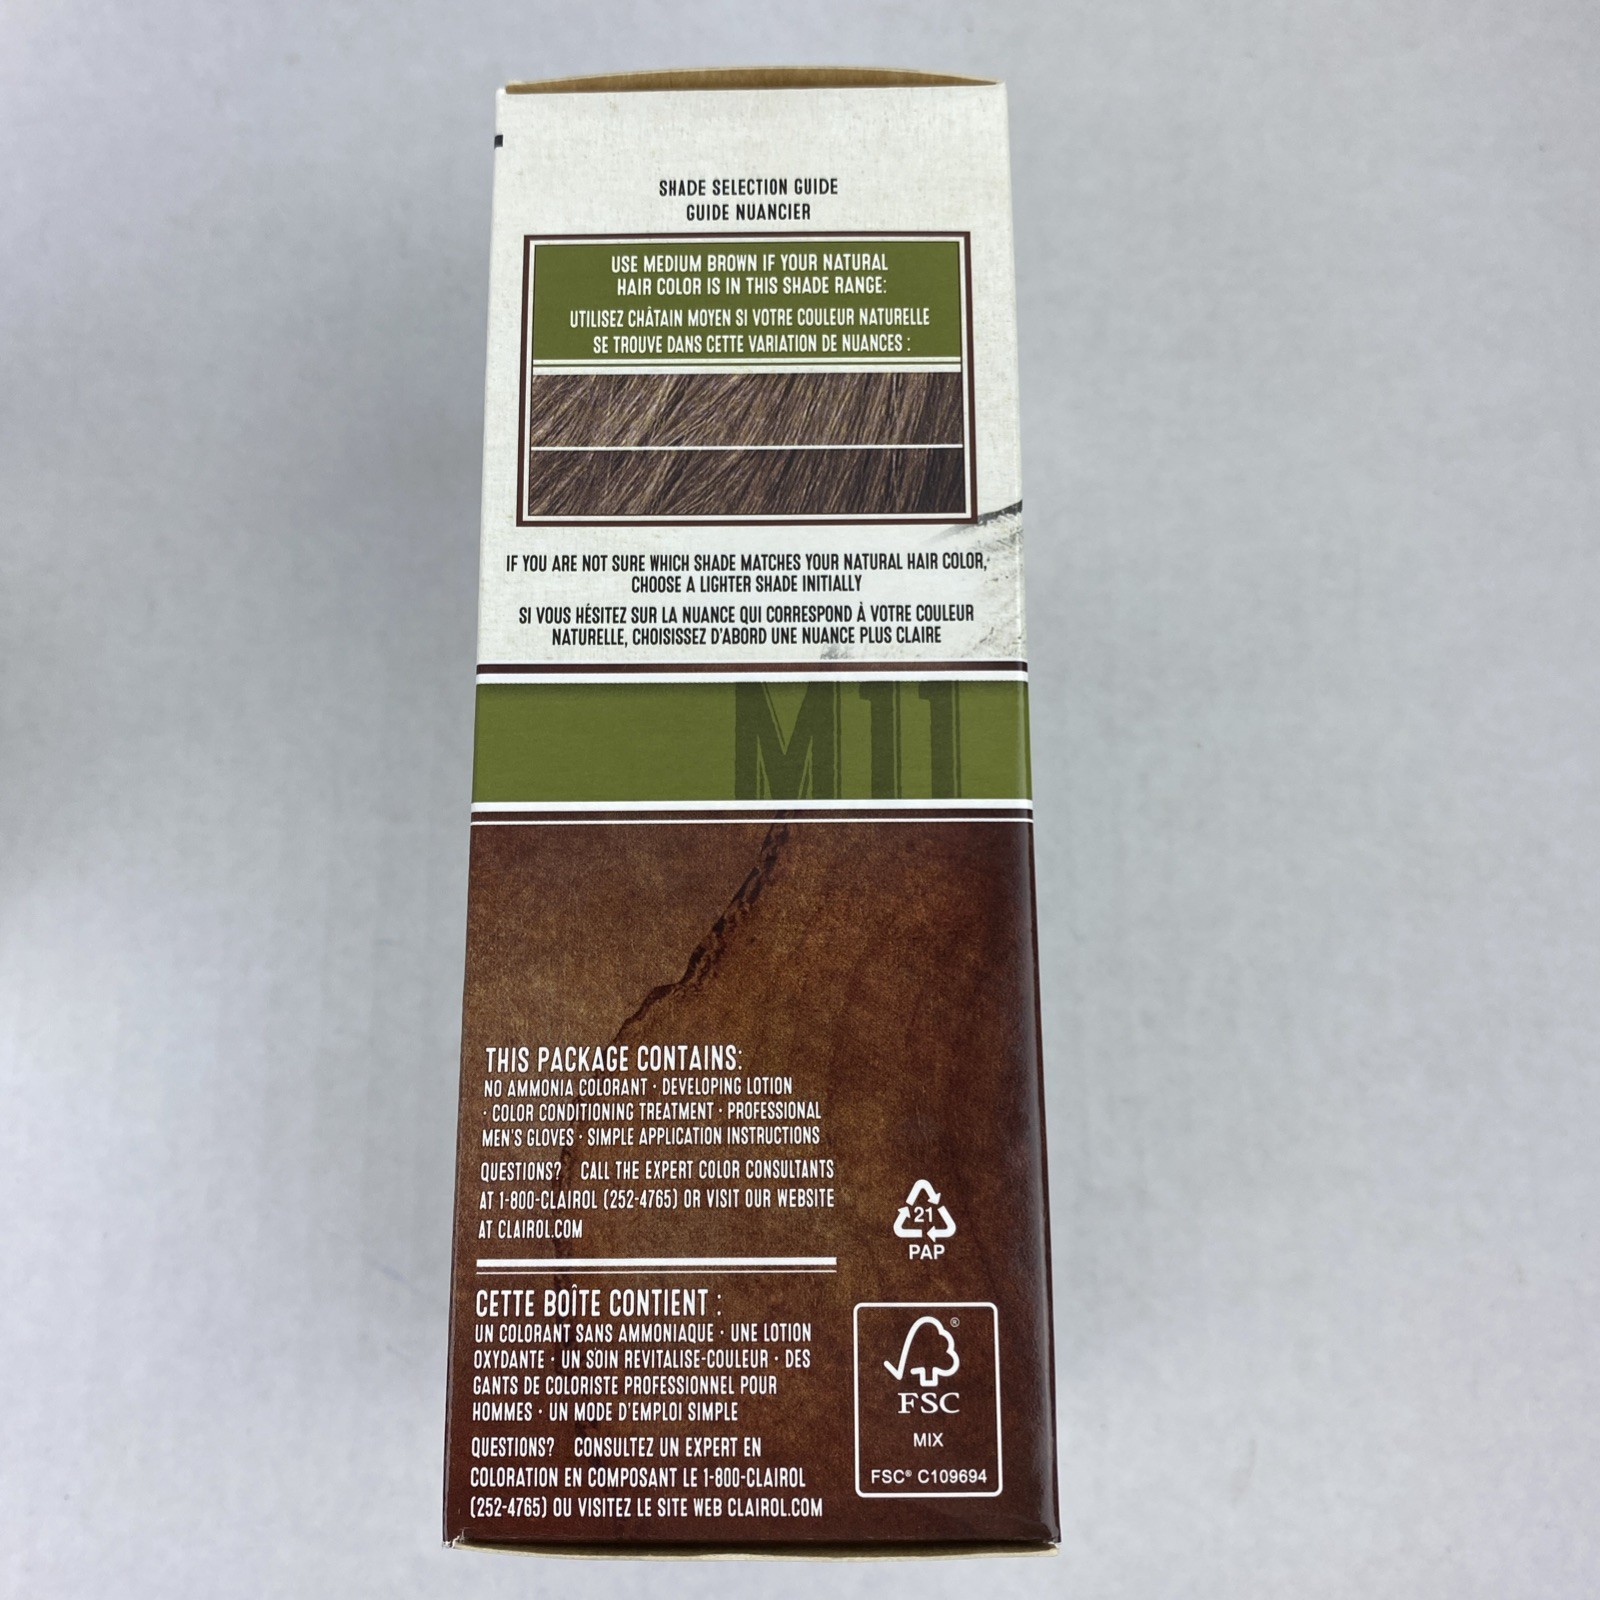 SHADE SELECTION GUIDE
GUIDE NUANCIER
USE MEDIUM BROWN IF YOUR NATURAL
HAIR COLOR IS IN THIS SHADE RANGE:
UTILISEZ CHÂTAIN MOYEN SI VOTRE COULEUR NATURELLE
SE TROUVE DANS CETTE VARIATION DE NUANCES :
IF YOU ARE NOT SURE WHICH SHADE MATCHES YOUR NATURAL HAIR COLOR,
CHOOSE A LIGHTER SHADE INITIALLY
SI VOUS HÉSITEZ SUR LA NUANCE QUI CORRESPOND À VOTRE COULEUR
NATURELLE, CHOISISSEZ D'ABORD UNE NUANCE PLUS CLAIRE
M11
THIS PACKAGE CONTAINS:
NO AMMONIA COLORANT · DEVELOPING LOTION
· COLOR CONDITIONING TREATMENT · PROFESSIONAL
MEN'S GLOVES · SIMPLE APPLICATION INSTRUCTIONS
QUESTIONS? CALL THE EXPERT COLOR CONSULTANTS
AT 1-800-CLAIROL (252-4765) OR VISIT OUR WEBSITE
AT CLAIROL.COM
21
PAP
CETTE BOÎTE CONTIENT :
UN COLORANT SANS AMMONIAQUE · UNE LOTION
OXYDANTE · UN SOIN REVITALISE-COULEUR · DES
GANTS DE COLORISTE PROFESSIONNEL POUR
HOMMES · UN MODE D'EMPLOI SIMPLE
QUESTIONS? CONSULTEZ UN EXPERT EN
COLORATION EN COMPOSANT LE 1-800-CLAIROL
(252-4765) OU VISITEZ LE SITE WEB CLAIROL.COM
®
FSC
MIX
FSC® C109694